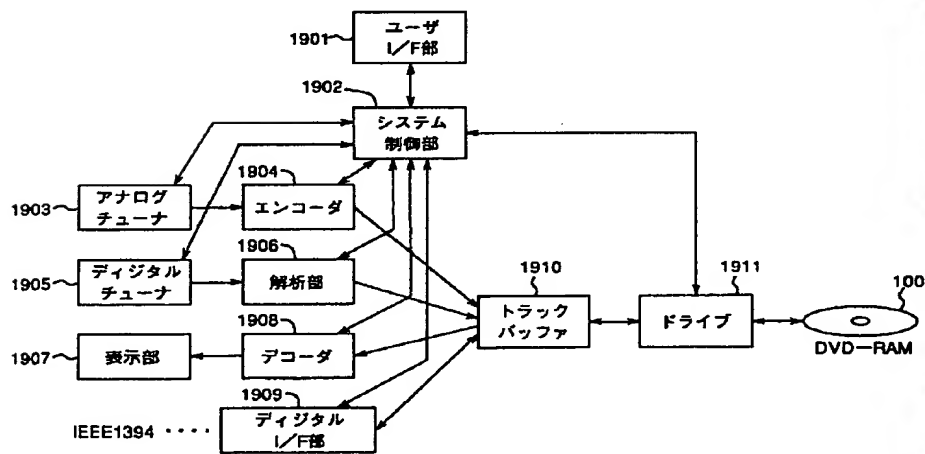 1901
ユーザ
I/F部
1902
システム
制御部
1903
アナログ
チューナ
1904
エンコーダ
1905
ディジタル
チューナ
1906
解析部
1907
表示部
1908
デコーダ
1909
ディジタル
I/F部
IEEE1394 ・・・・
1910
トラック
バッファ
1911
ドライブ
100
DVD-RAM